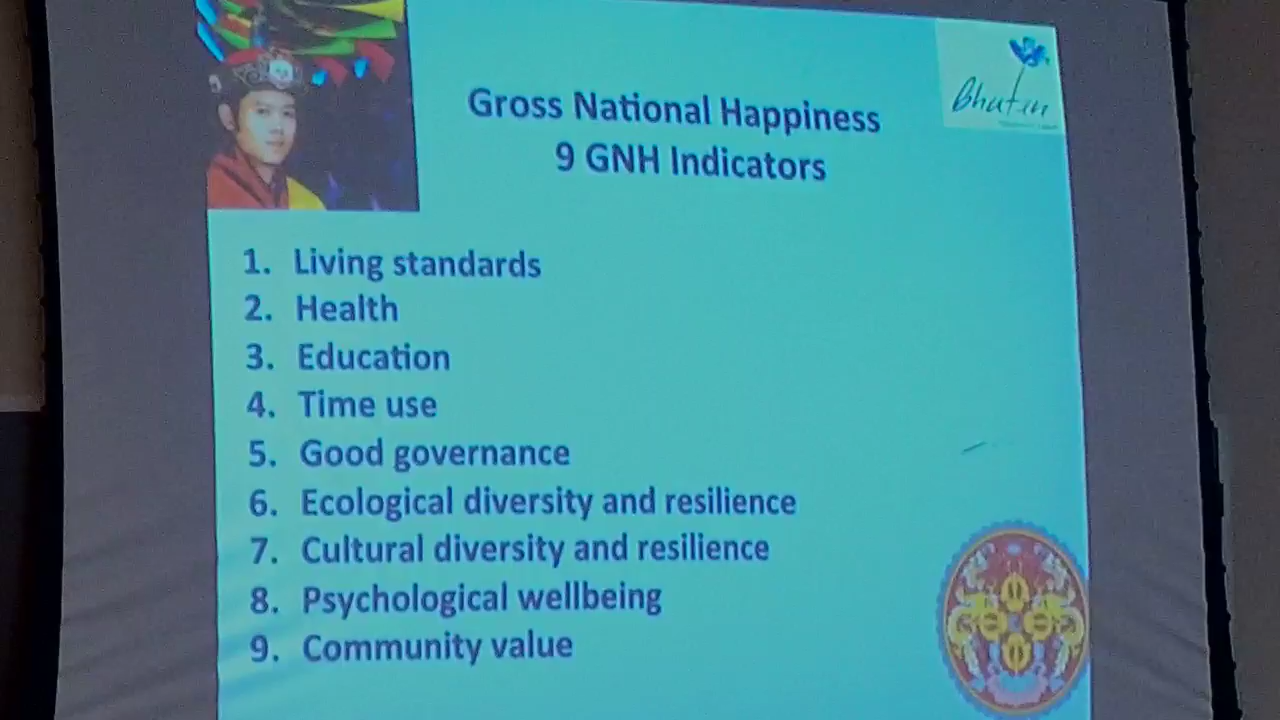 Gross National Happiness
9 GNH Indicators
Bhutan
1. Living standards
2. Health
3. Education
4. Time use
5. Good governance
6. Ecological diversity and resilience
7. Cultural diversity and resilience
8. Psychological wellbeing
9. Community value